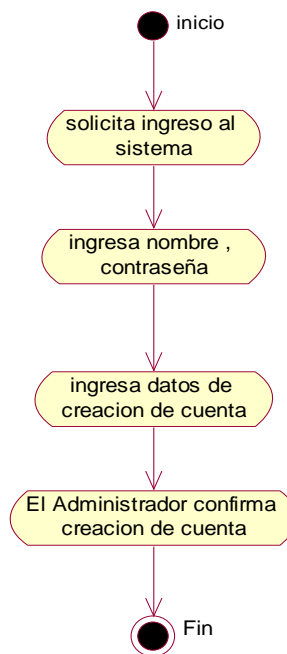 inicio
solicita ingreso al
sistema
ingresa nombre ,
contraseña
ingresa datos de
creacion de cuenta
El Administrador confirma
creacion de cuenta
Fin